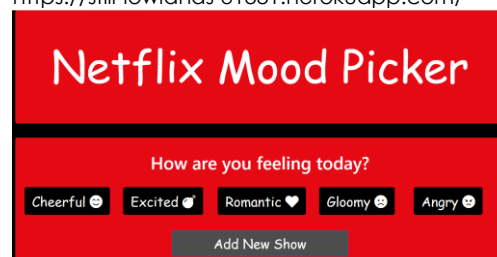 Netflix Mood Picker
How are you feeling today?
Cheerful Excited Romantic Gloomy Angry
Add New Show